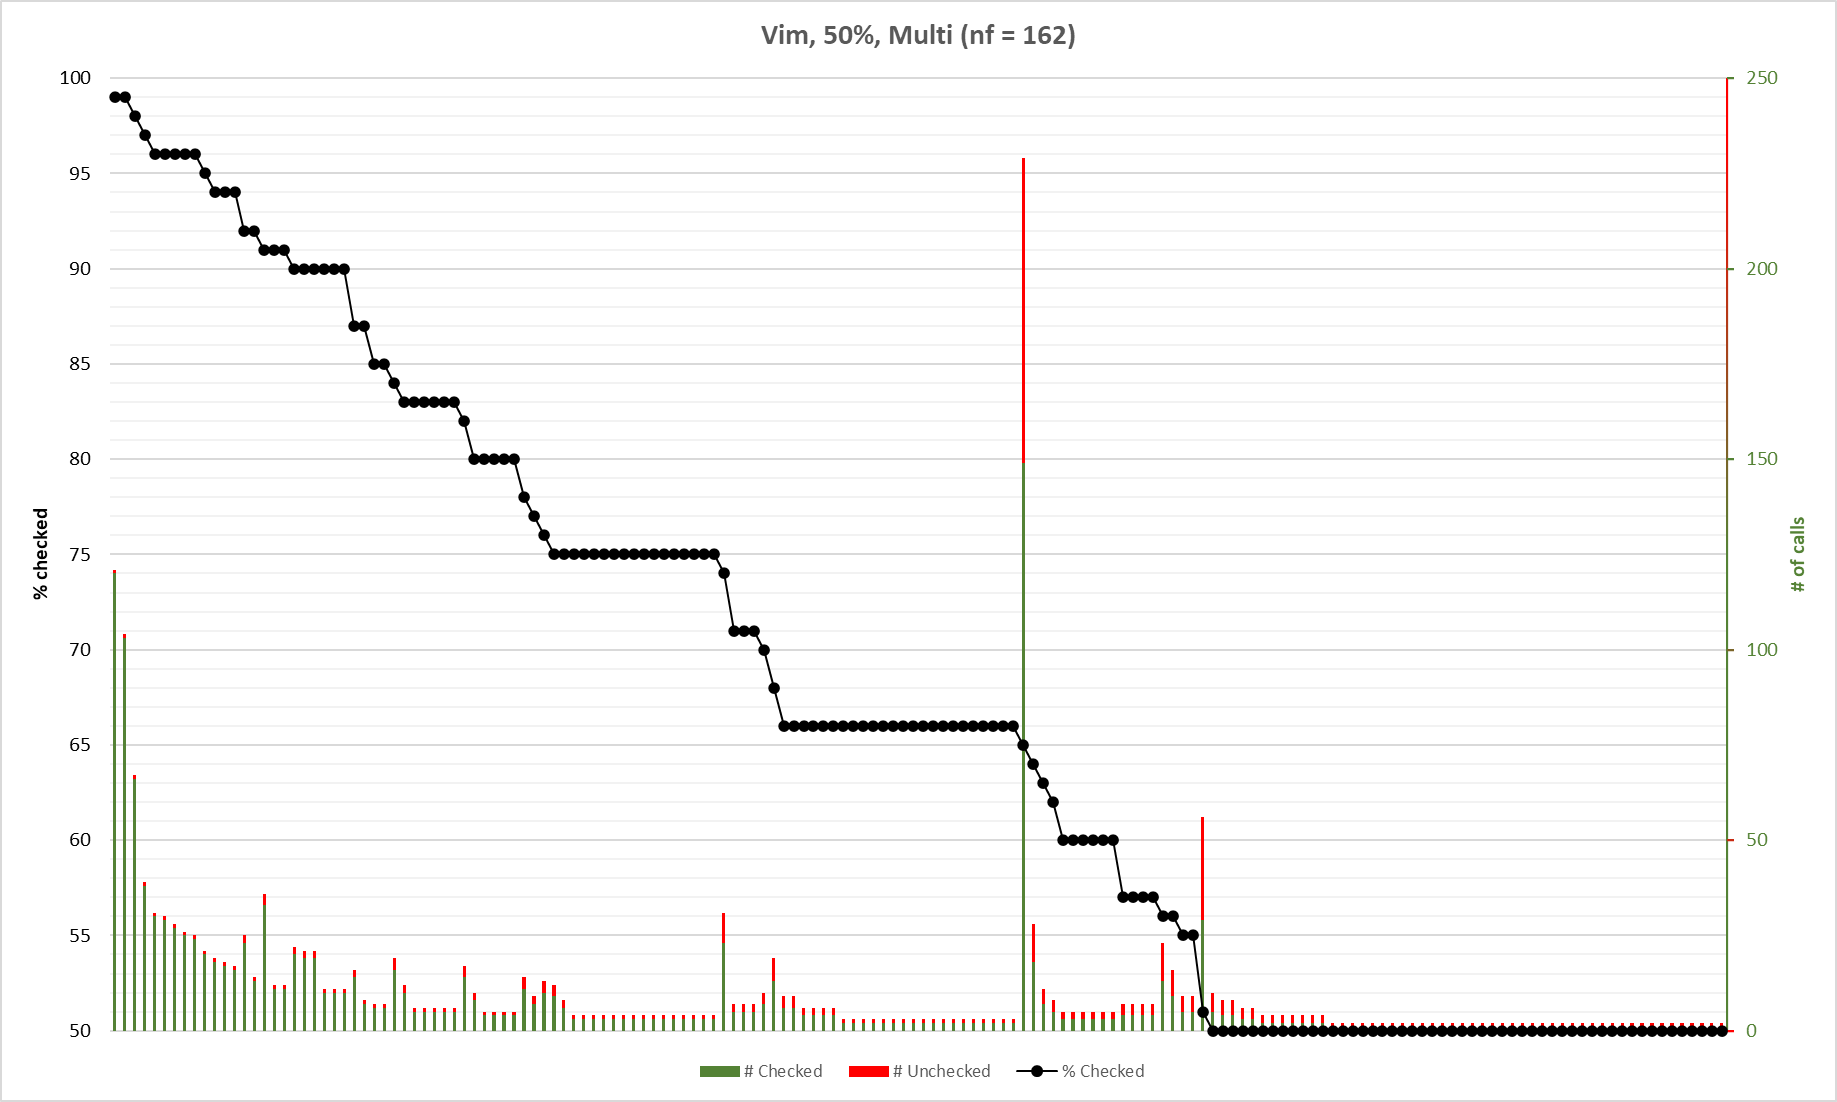 Vim, 50%, Multi (nf = 162)
100
95
90
85
80
75
70
65
60
55
50
% checked
250
200
150
100
50
0
# of calls
# Checked
# Unchecked
% Checked